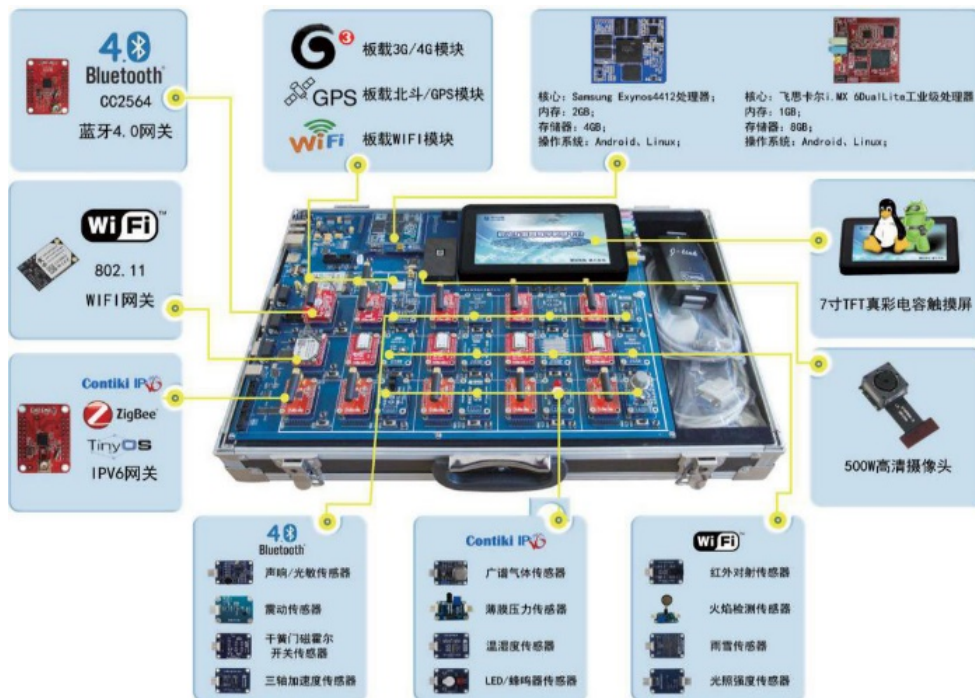 4.0
Bluetooth®
CC2564
蓝牙4.0网关
3
板载3G/4G模块
GPS
板载北斗/GPS模块
WiFi
板载WIFI模块
核心：Samsung Exynos4412处理器；
内存：2GB；
存储器：4GB；
操作系统：Android、Linux；
核心：飞思卡尔i.MX 6DualLite工业级处理器
内存：1GB；
存储器：8GB；
操作系统：Android、Linux；
Wi Fi™
802.11
WIFI网关
7寸TFT真彩电容触摸屏
Contiki IPV6
ZigBee®
TinyOS
IPV6网关
500W高清摄像头
J-Link
4.0
Bluetooth®
声响/光敏传感器
震动传感器
干簧门磁霍尔
开关传感器
三轴加速度传感器
Contiki IPV6
广谱气体传感器
薄膜压力传感器
温湿度传感器
LED/蜂鸣器传感器
Wi Fi™
红外对射传感器
火焰检测传感器
雨雪传感器
光照强度传感器